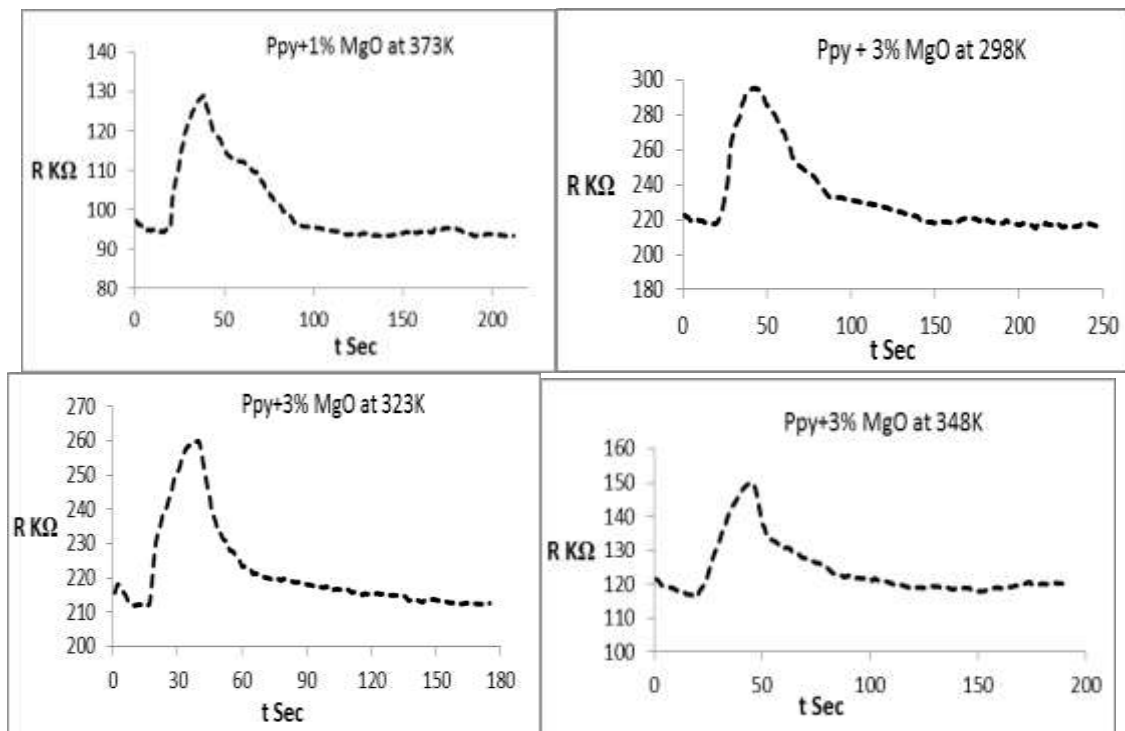 Ppy+1% MgO at 373K
140
130
120
110
100
90
80
R KΩ
0 50 100 150 200
t Sec
Ppy + 3% MgO at 298K
300
280
260
240
220
200
180
R KΩ
0 50 100 150 200 250
t Sec
Ppy+3% MgO at 323K
270
260
250
240
230
220
210
200
R KΩ
0 30 60 90 120 150 180
t Sec
Ppy+3% MgO at 348K
160
150
140
130
120
110
100
R KΩ
0 50 100 150 200
t Sec